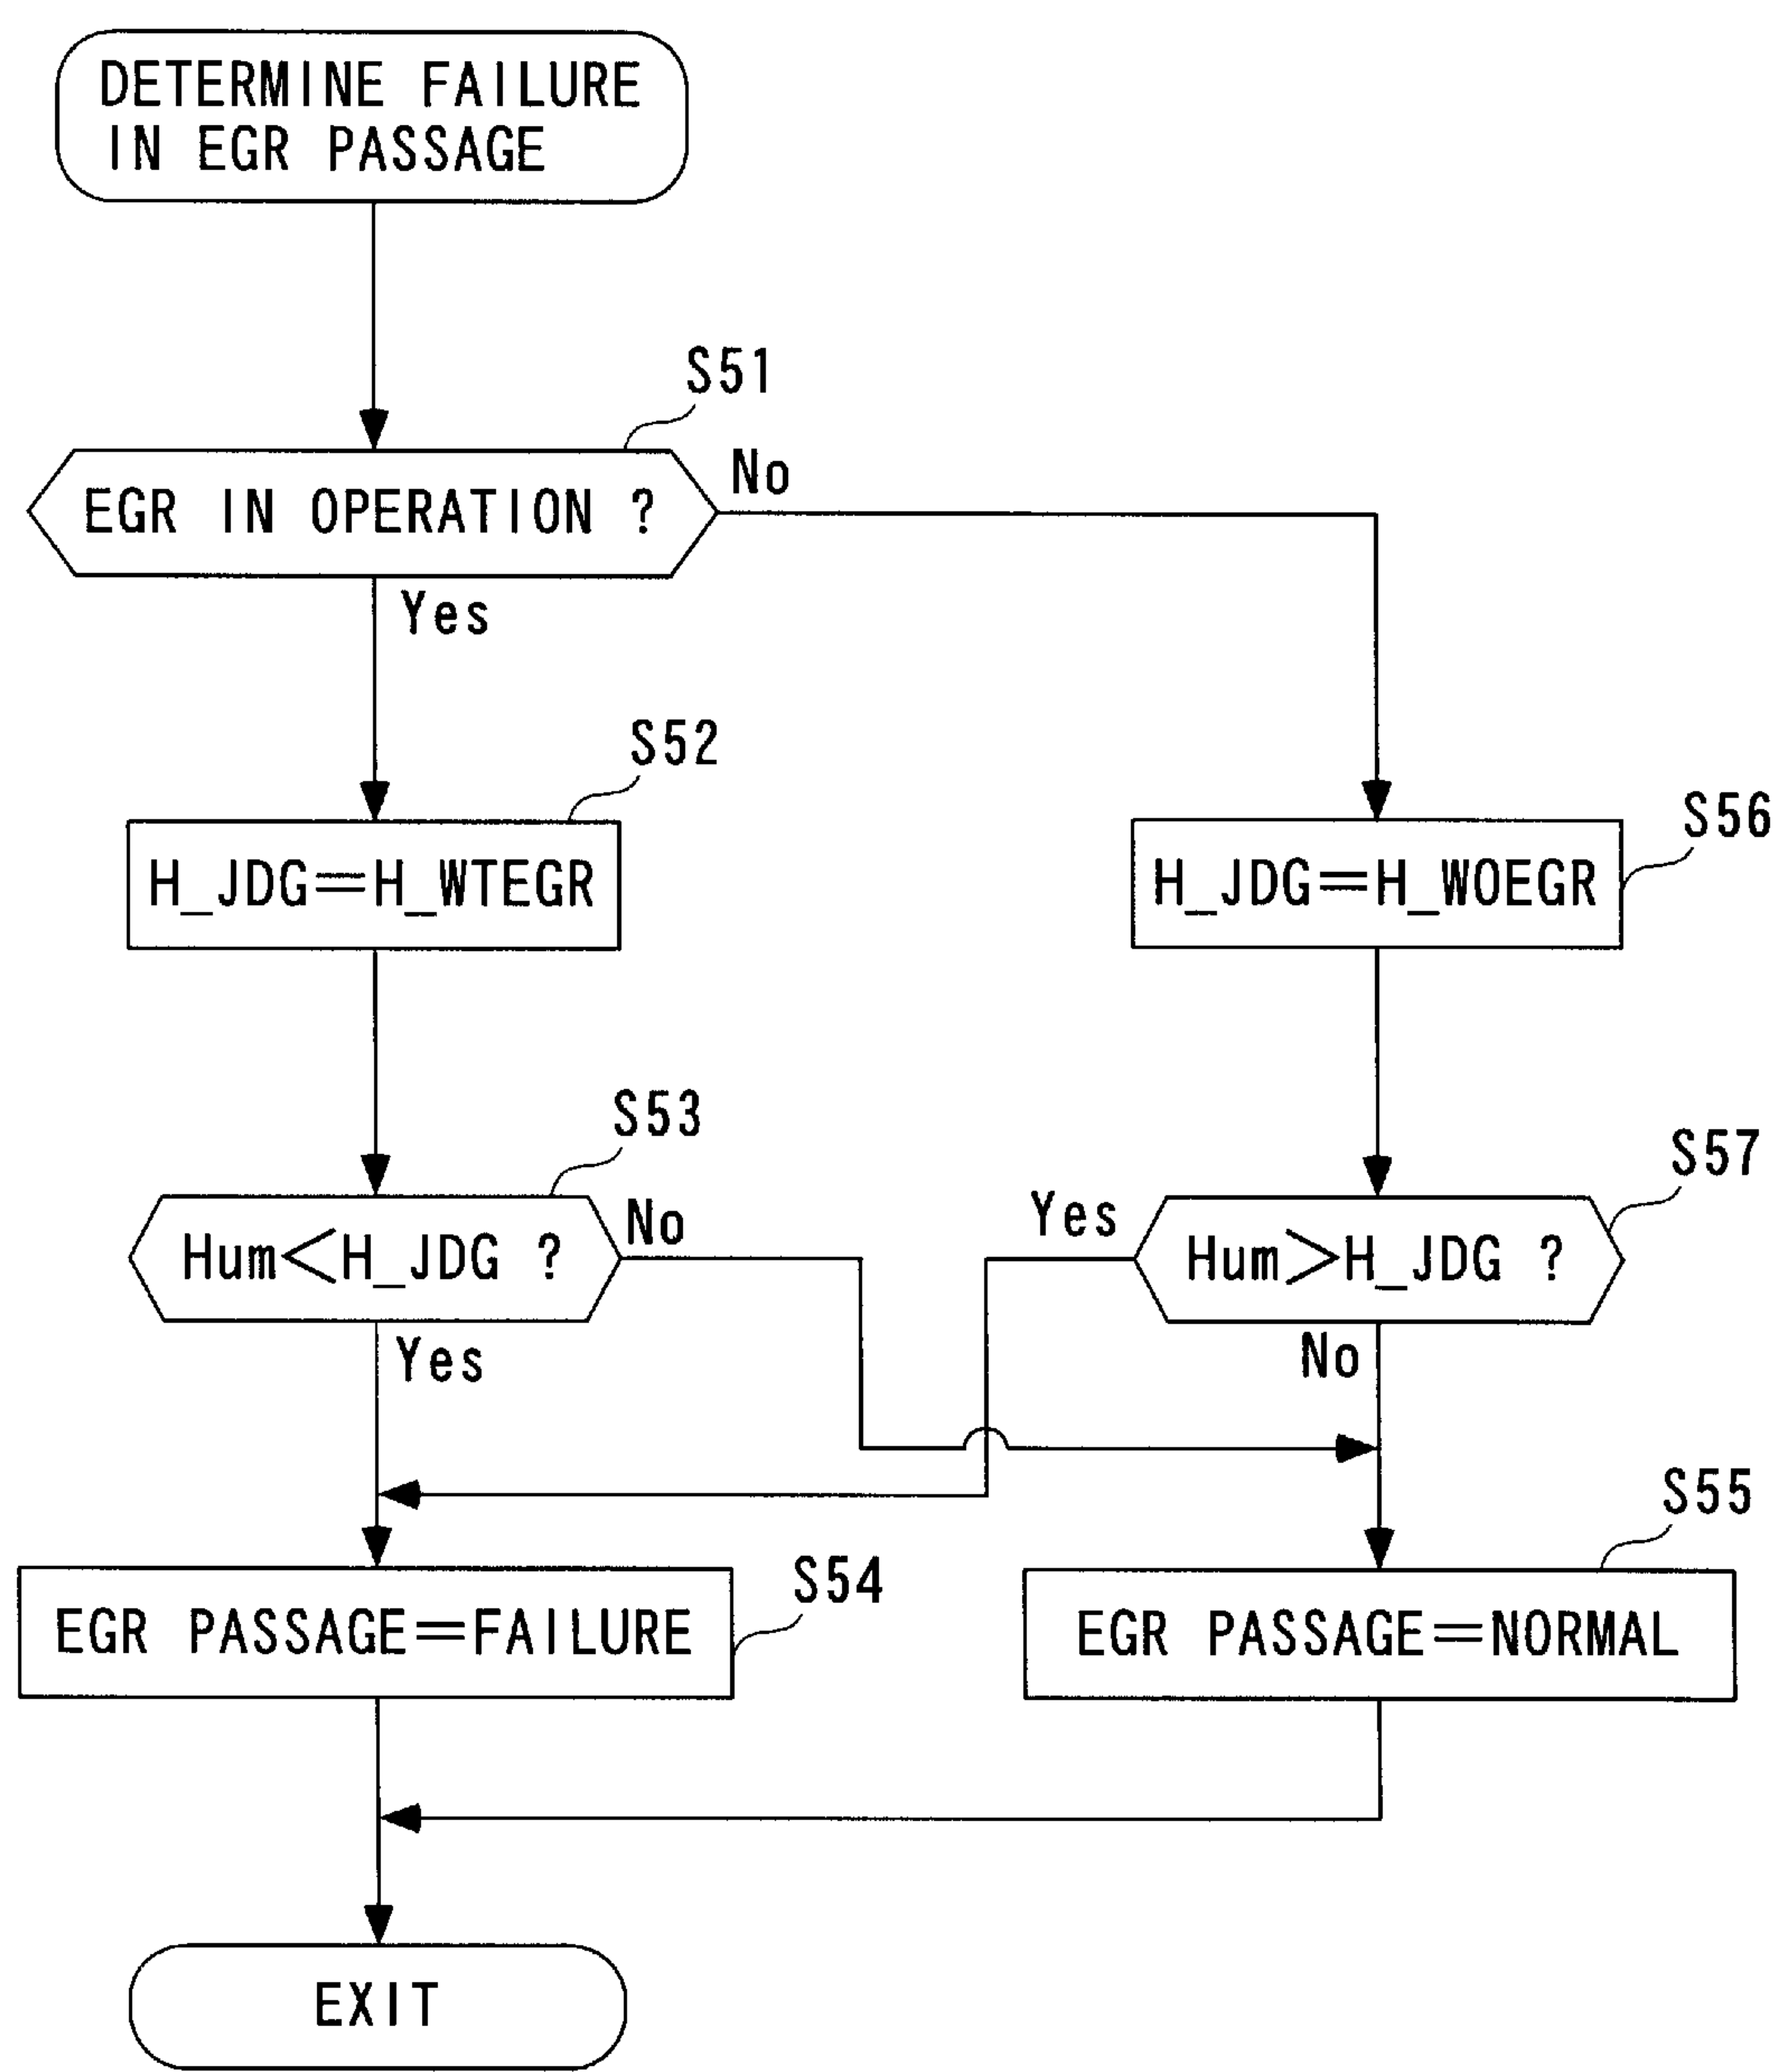 DETERMINE FAILURE
IN EGR PASSAGE
S51
EGR IN OPERATION ?
No
Yes
S52
H_JDG=H_WTEGR
S56
H_JDG=H_WOEGR
S53
Hum<H_JDG ?
No
Yes
S57
Yes
Hum>H_JDG ?
No
S54
EGR PASSAGE=FAILURE
S55
EGR PASSAGE=NORMAL
EXIT